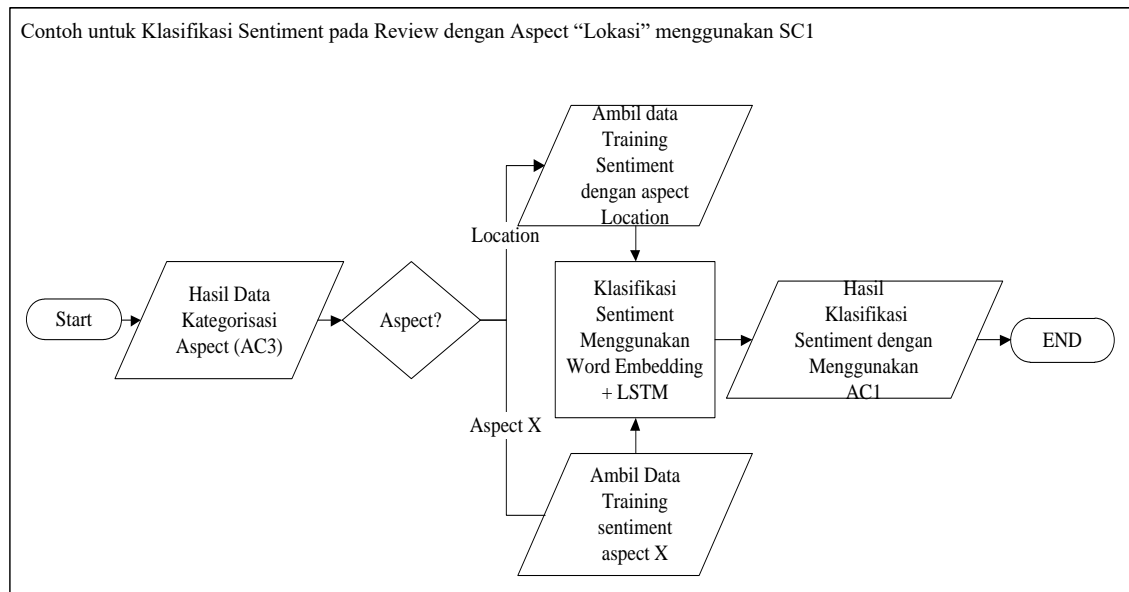 Contoh untuk Klasifikasi Sentiment pada Review dengan Aspect “Lokasi” menggunakan SC1
Start
Hasil Data
Kategorisasi
Aspect (AC3)
Aspect?
Location
Ambil data
Training
Sentiment
dengan aspect
Location
Klasifikasi
Sentiment
Menggunakan
Word Embedding
+ LSTM
Hasil
Klasifikasi
Sentiment dengan
Menggunakan
AC1
END
Aspect X
Ambil Data
Training
sentiment
aspect X